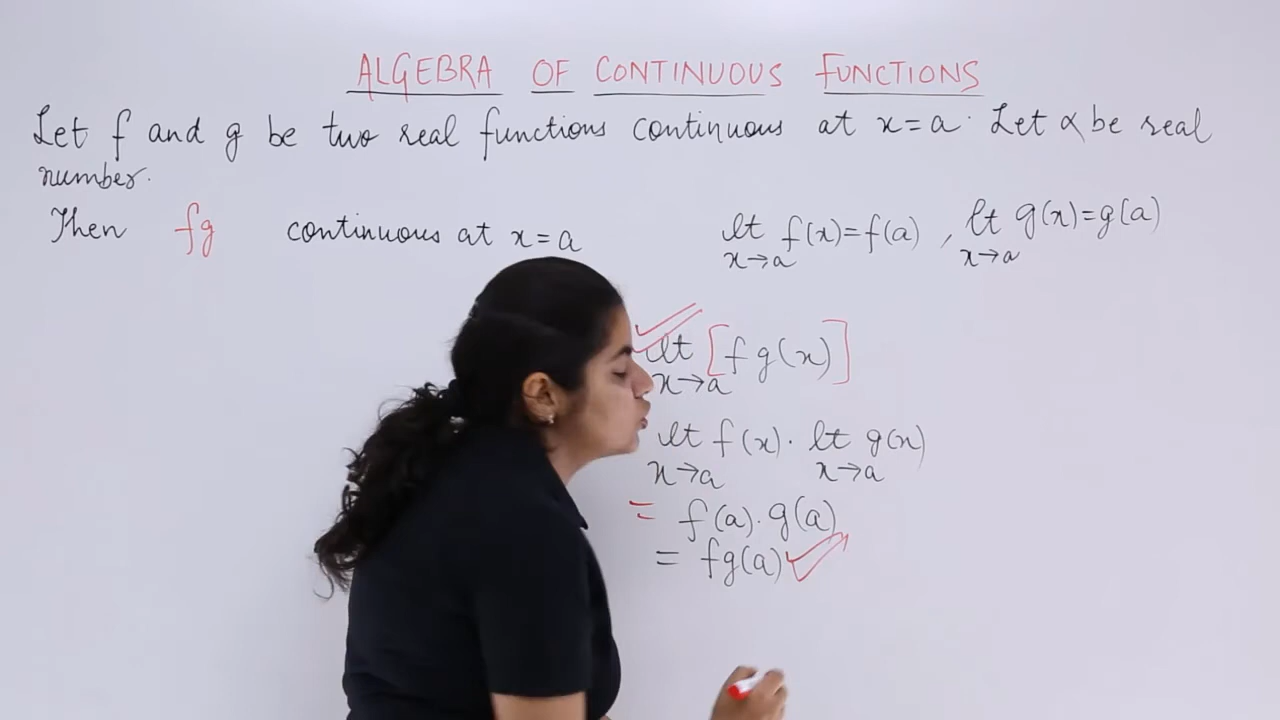 ALGEBRA OF CONTINUOUS FUNCTIONS
Let f and g be two real functions continuous at x=a. Let α be real
number.
Then fg continuous at x=a
lt f(x)=f(a), lt g(x)=g(a)
x→a x→a
lt [fg(x)]
x→a
lt f(x). lt g(x)
x→a x→a
= f(a).g(a)
= fg(a)